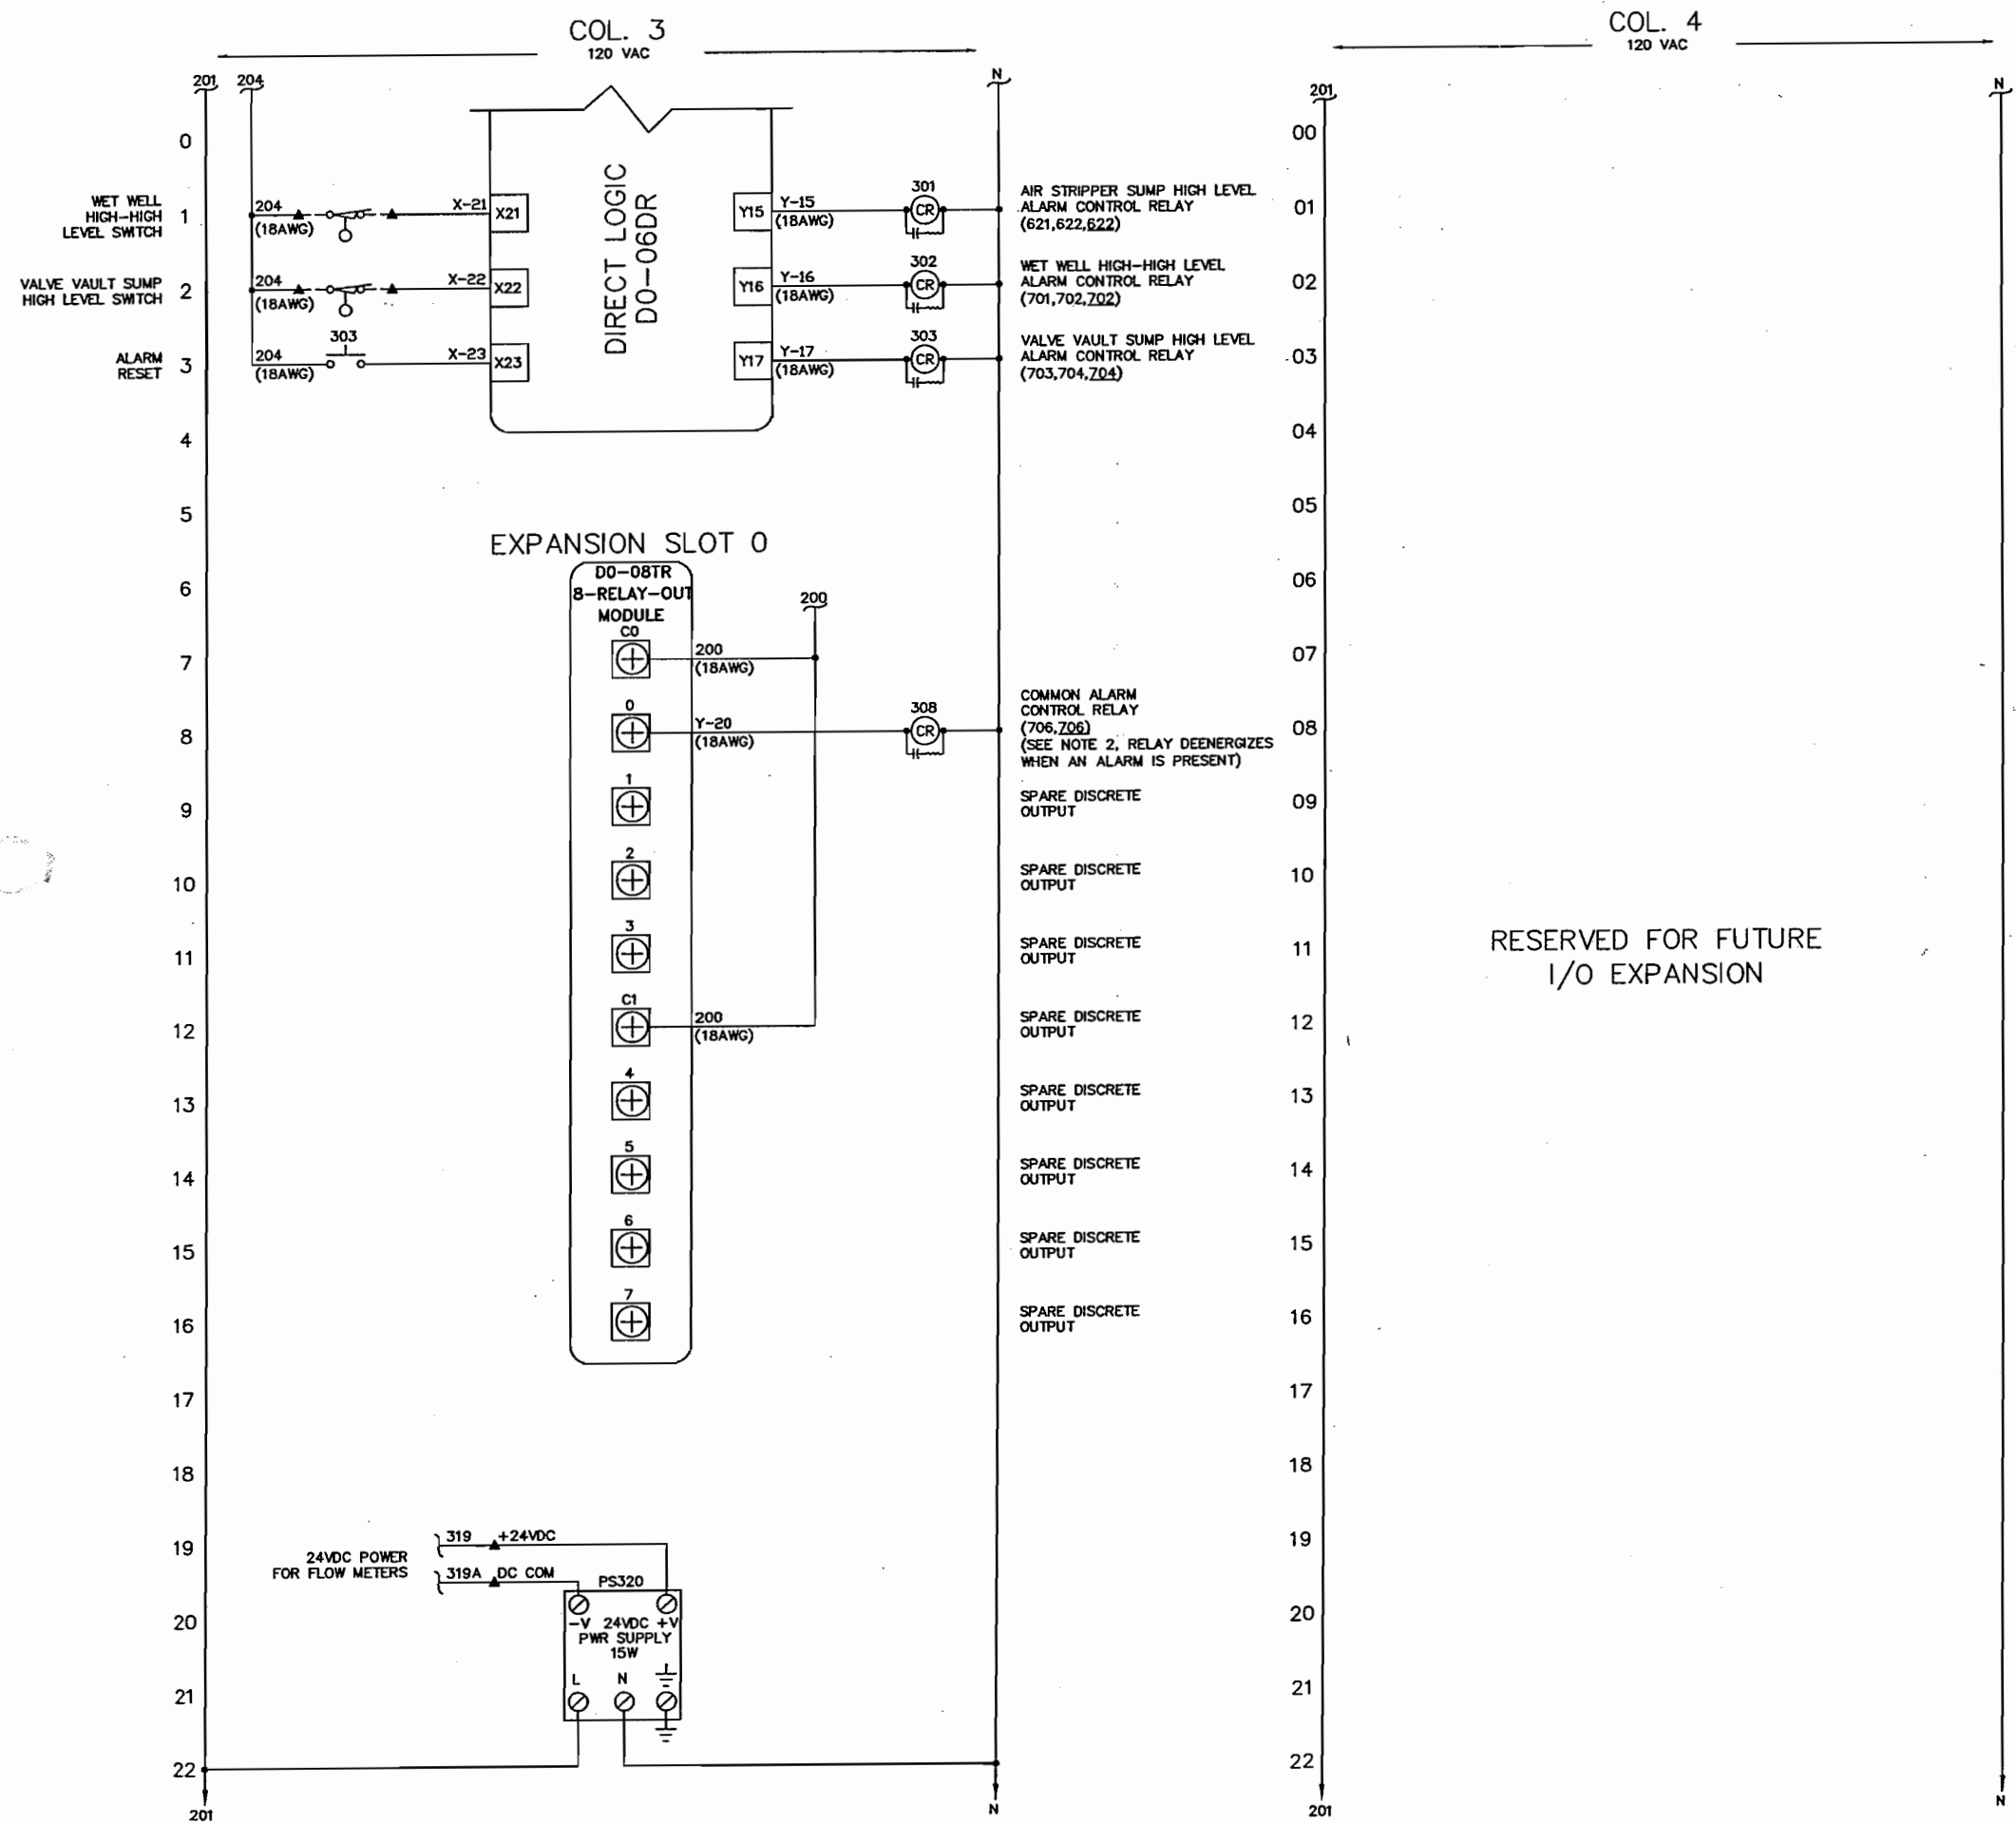 COL. 3
120 VAC
COL. 4
120 VAC
201
204
N
201
N
0
00
WET WELL
HIGH-HIGH
LEVEL SWITCH
1
204
(18AWG)
X-21
X21
DIRECT LOGIC
DO-06DR
Y15
Y-15
(18AWG)
301
CR
AIR STRIPPER SUMP HIGH LEVEL
ALARM CONTROL RELAY
(621,622,622)
01
VALVE VAULT SUMP
HIGH LEVEL SWITCH
2
204
(18AWG)
X-22
X22
Y16
Y-16
(18AWG)
302
CR
WET WELL HIGH-HIGH LEVEL
ALARM CONTROL RELAY
(701,702,702)
02
ALARM
RESET
3
204
(18AWG)
303
X-23
X23
Y17
Y-17
(18AWG)
303
CR
VALVE VAULT SUMP HIGH LEVEL
ALARM CONTROL RELAY
(703,704,704)
03
4
04
5
05
EXPANSION SLOT 0
6
D0-08TR
8-RELAY-OUT
MODULE
200
06
7
C0
200
(18AWG)
07
8
0
Y-20
(18AWG)
308
CR
COMMON ALARM
CONTROL RELAY
(706,706)
(SEE NOTE 2, RELAY DEENERGIZES
WHEN AN ALARM IS PRESENT)
08
9
1
SPARE DISCRETE
OUTPUT
09
10
2
SPARE DISCRETE
OUTPUT
10
11
3
SPARE DISCRETE
OUTPUT
11
RESERVED FOR FUTURE
I/O EXPANSION
12
C1
200
(18AWG)
SPARE DISCRETE
OUTPUT
12
13
4
SPARE DISCRETE
OUTPUT
13
14
5
SPARE DISCRETE
OUTPUT
14
15
6
SPARE DISCRETE
OUTPUT
15
16
7
SPARE DISCRETE
OUTPUT
16
17
17
18
18
19
24VDC POWER
FOR FLOW METERS
319 +24VDC
319A DC COM
19
20
PS320
-V 24VDC +V
PWR SUPPLY
15W
20
21
L N
21
22
22
201
N
201
N